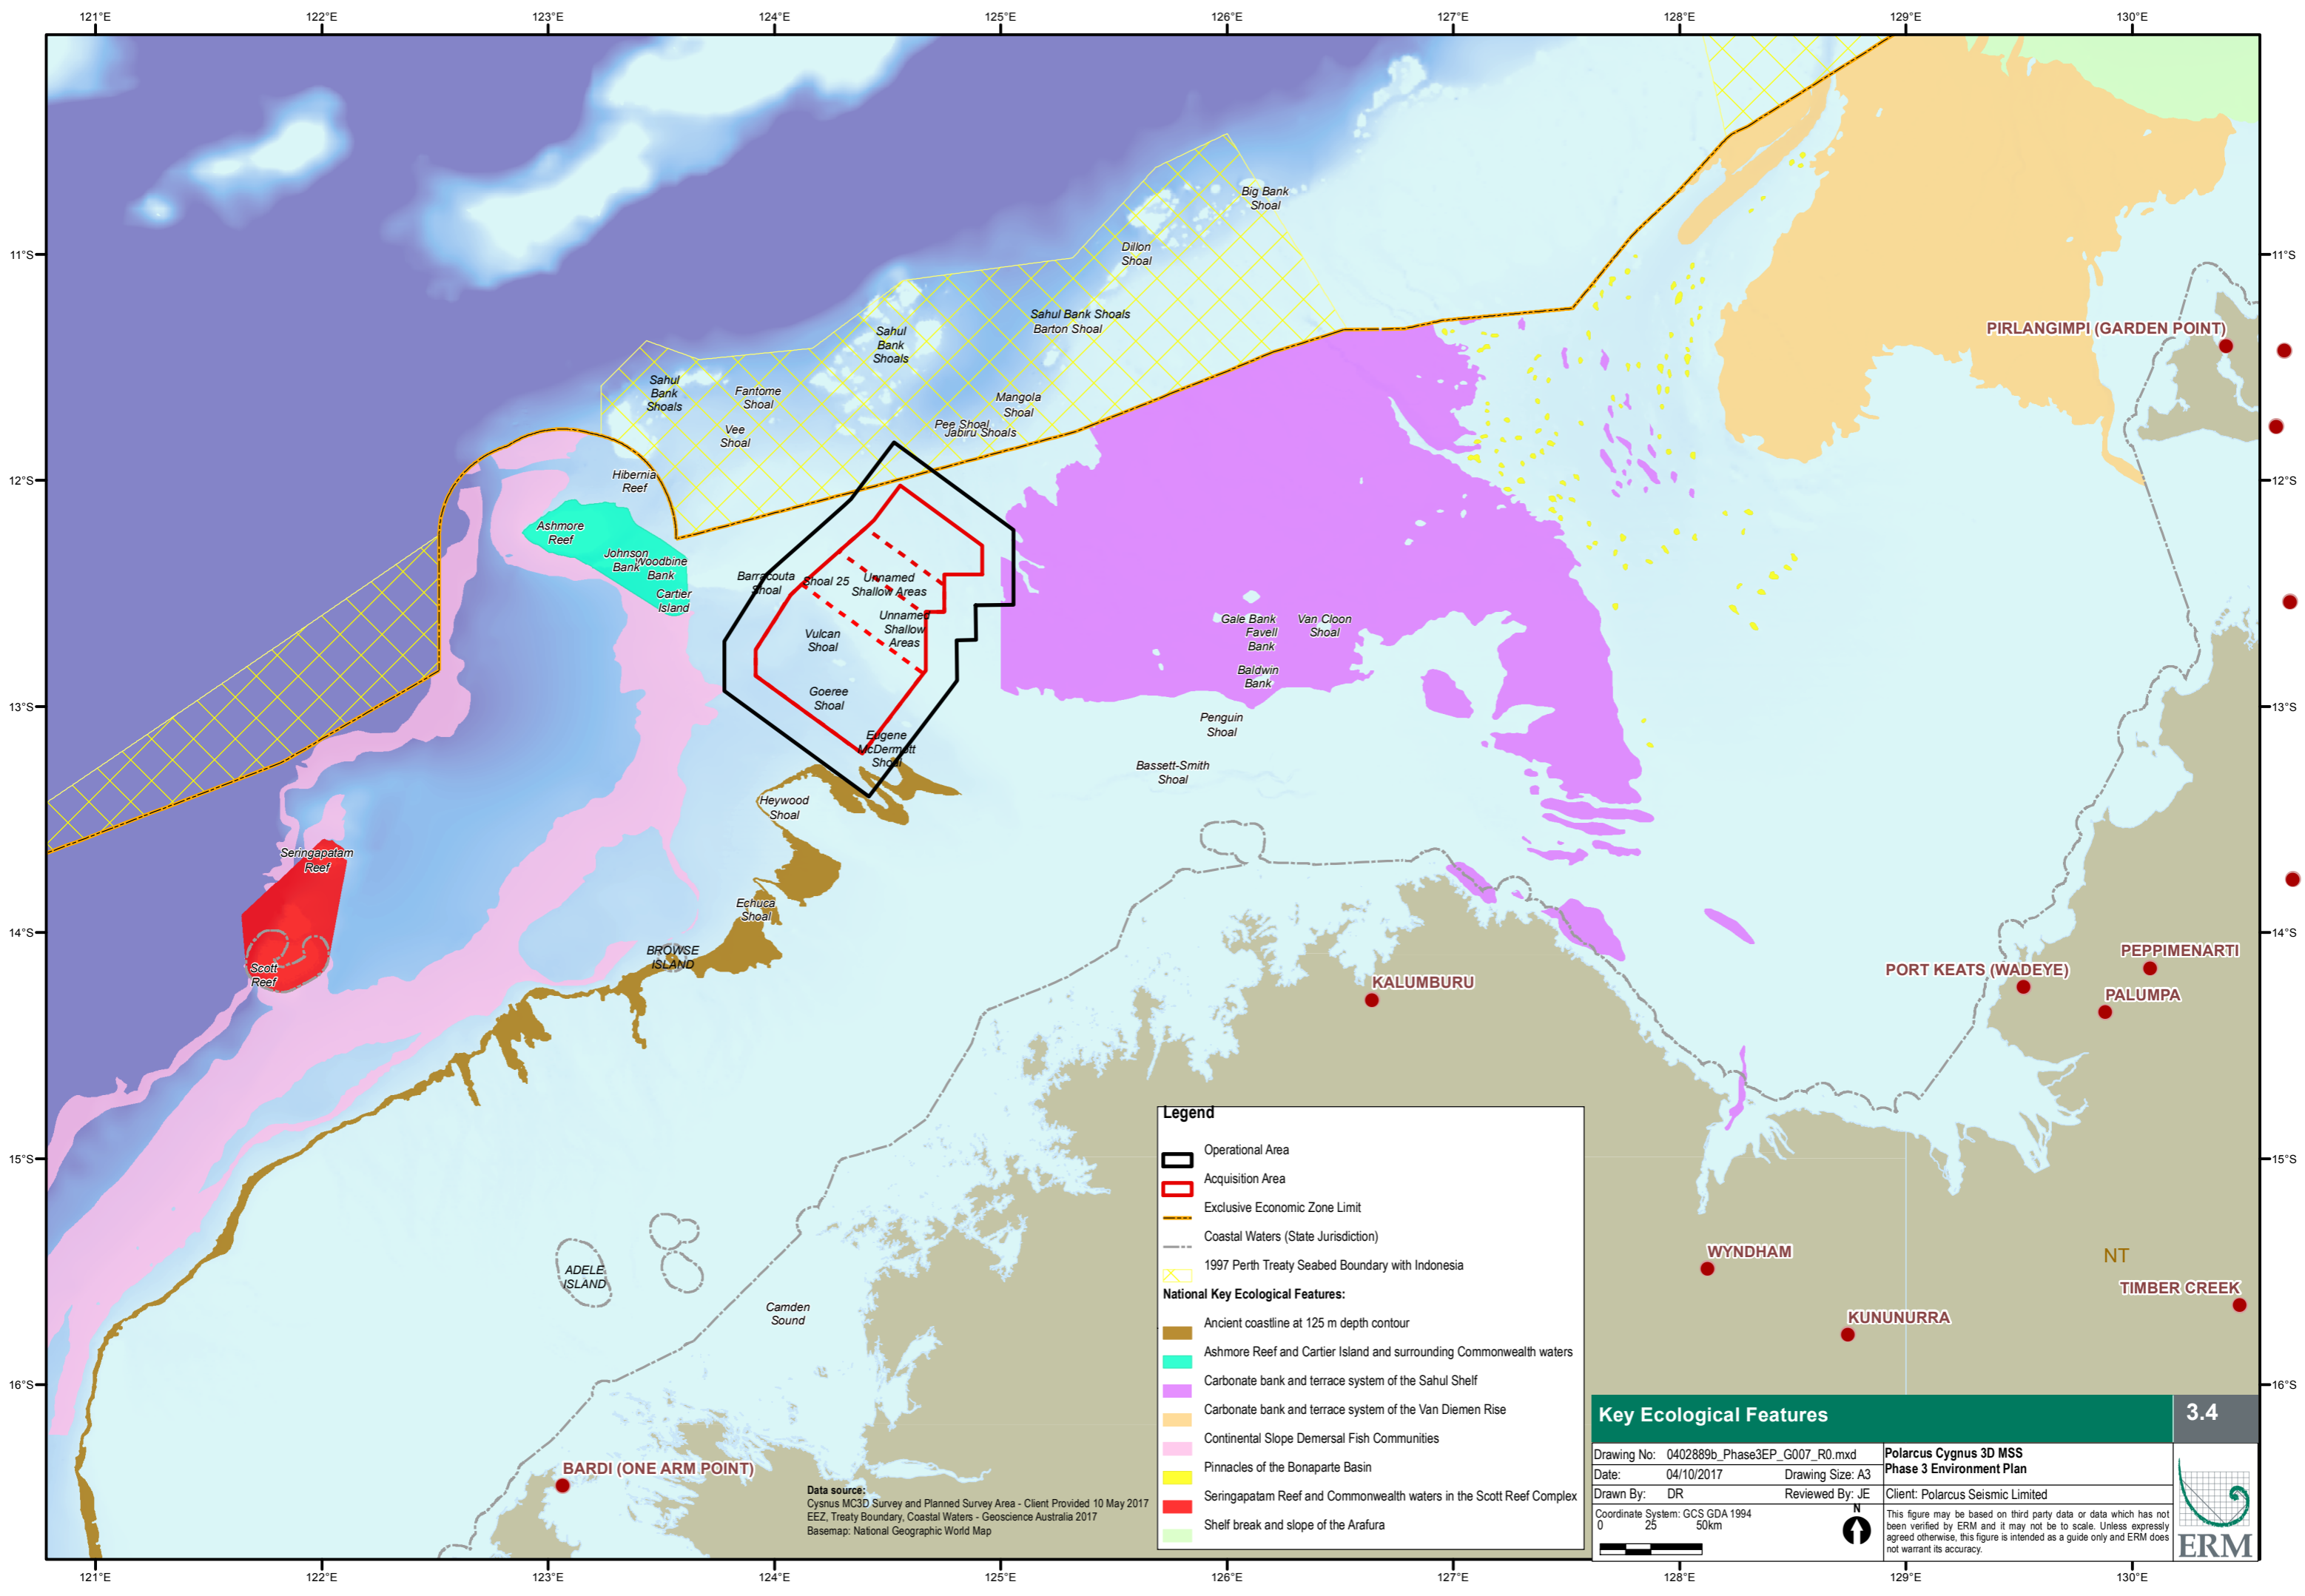 121°E
122°E
123°E
124°E
125°E
126°E
127°E
128°E
129°E
130°E
11°S
12°S
13°S
14°S
15°S
16°S
11°S
12°S
13°S
14°S
15°S
16°S
Big Bank
Shoal
Dillon
Shoal
Sahul Bank Shoals
Barton Shoal
Sahul
Bank
Shoals
Sahul
Bank
Shoals
Fantome
Shoal
Vee
Shoal
Mangola
Shoal
Pee Shoal
Jabiru Shoals
Hibernia
Reef
Ashmore
Reef
Johnson
Bank
Woodbine
Bank
Cartier
Island
Barracouta
Shoal
Shoal 25
Unnamed
Shallow Areas
Unnamed
Shallow
Areas
Vulcan
Shoal
Goeree
Shoal
Eugene
McDermott
Shoal
Heywood
Shoal
Echuca
Shoal
BROWSE
ISLAND
Seringapatam
Reef
Scott
Reef
Gale Bank
Favell
Bank
Van Cloon
Shoal
Baldwin
Bank
Penguin
Shoal
Bassett-Smith
Shoal
ADELE
ISLAND
Camden
Sound
PIRLANGIMPI (GARDEN POINT)
PEPPIMENARTI
PORT KEATS (WADEYE)
PALUMPA
KALUMBURU
WYNDHAM
KUNUNURRA
NT
TIMBER CREEK
BARDI (ONE ARM POINT)
Legend
Operational Area
Acquisition Area
Exclusive Economic Zone Limit
Coastal Waters (State Jurisdiction)
1997 Perth Treaty Seabed Boundary with Indonesia
National Key Ecological Features:
Ancient coastline at 125 m depth contour
Ashmore Reef and Cartier Island and surrounding Commonwealth waters
Carbonate bank and terrace system of the Sahul Shelf
Carbonate bank and terrace system of the Van Diemen Rise
Continental Slope Demersal Fish Communities
Pinnacles of the Bonaparte Basin
Seringapatam Reef and Commonwealth waters in the Scott Reef Complex
Shelf break and slope of the Arafura
Data source:
Cysnus MC3D Survey and Planned Survey Area - Client Provided 10 May 2017
EEZ, Treaty Boundary, Coastal Waters - Geoscience Australia 2017
Basemap: National Geographic World Map
Key Ecological Features
3.4
Drawing No: 0402889b_Phase3EP_G007_R0.mxd
Date: 04/10/2017 Drawing Size: A3
Drawn By: DR Reviewed By: JE
Coordinate System: GCS GDA 1994
0 25 50km
N
Polarcus Cygnus 3D MSS
Phase 3 Environment Plan
Client: Polarcus Seismic Limited
This figure may be based on third party data or data which has not
been verified by ERM and it may not be to scale. Unless expressly
agreed otherwise, this figure is intended as a guide only and ERM does
not warrant its accuracy.
ERM
121°E
122°E
123°E
124°E
125°E
126°E
127°E
128°E
129°E
130°E